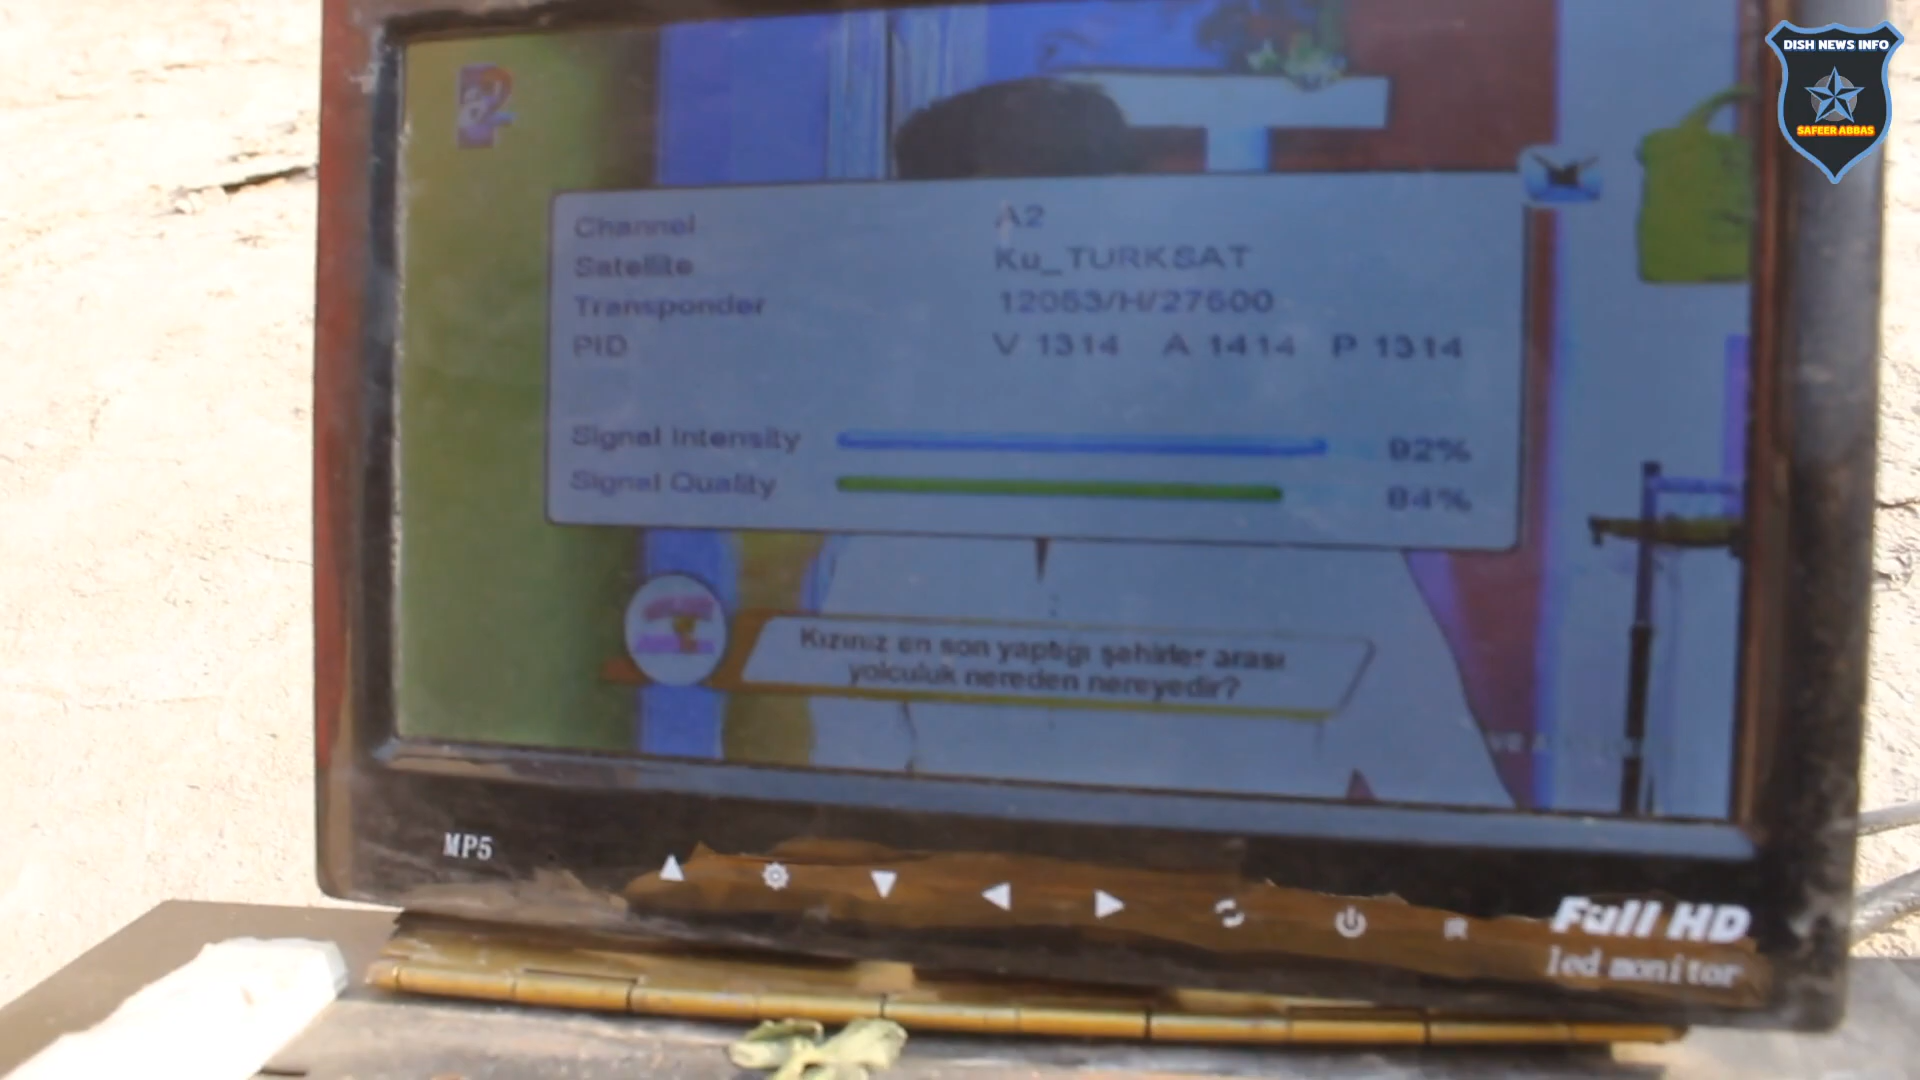 DISH NEWS INFO
SAFEER ABBAS
Channel A2
Satellite Ku_TURKSAT
Transponder 12053/H/27500
PID V 1314 A 1414 P 1314
Signal Intensity 92%
Signal Quality 84%
Kızınız en son yaptığı şehirler arası
yolculuk nereden nereyedir?
MP5
IR
Full HD
led monitor